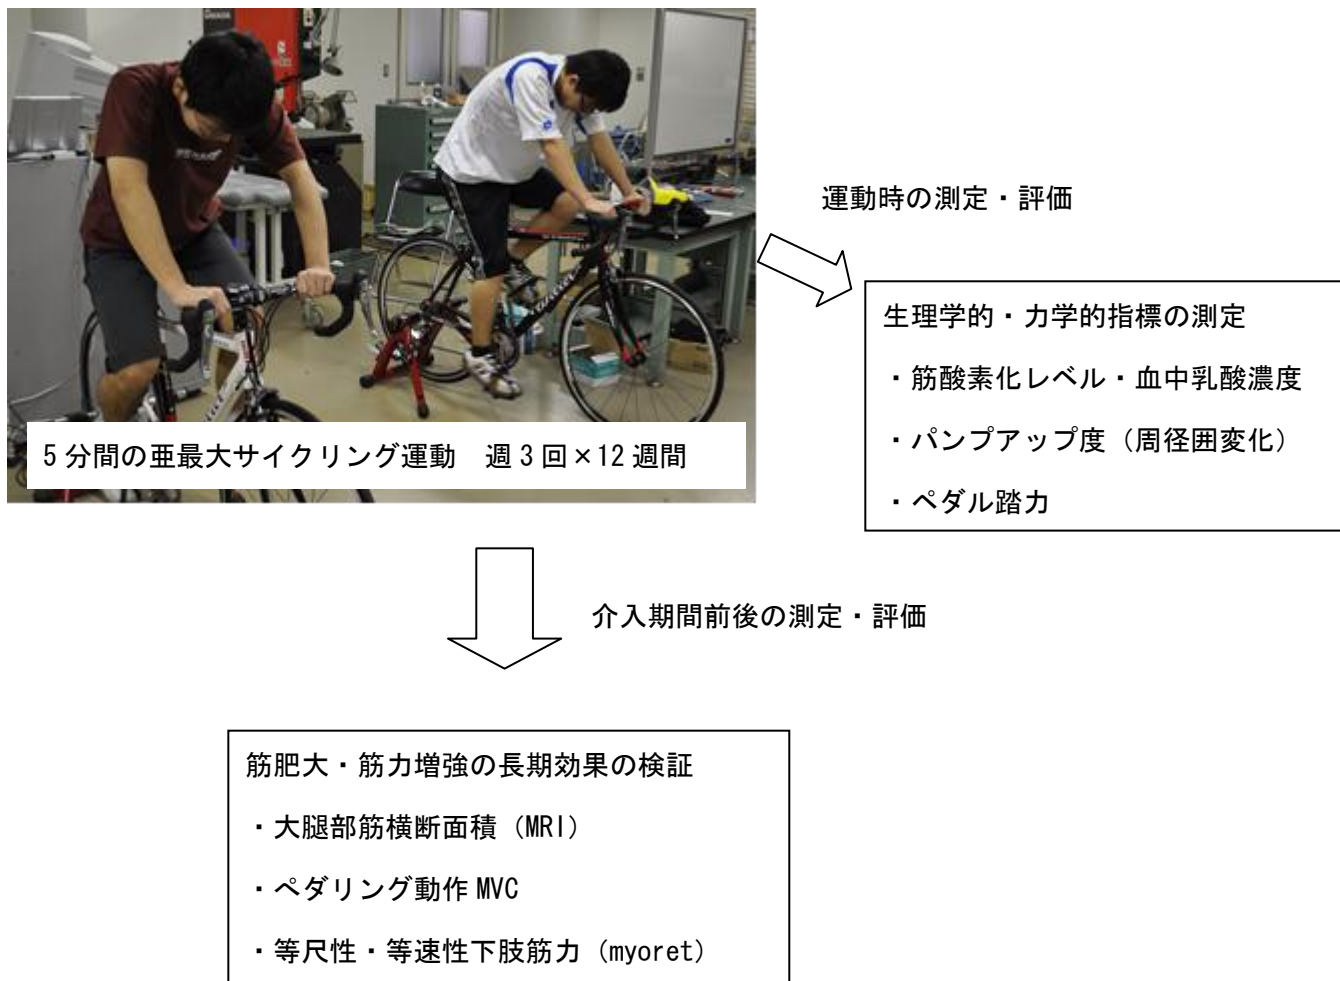 5分間の亜最大サイクリング運動　週3回×12週間
運動時の測定・評価
生理学的・力学的指標の測定
・筋酸素化レベル・血中乳酸濃度
・パンプアップ度（周径囲変化）
・ペダル踏力
介入期間前後の測定・評価
筋肥大・筋力増強の長期効果の検証
・大腿部筋横断面積（MRI）
・ペダリング動作MVC
・等尺性・等速性下肢筋力（myoret）